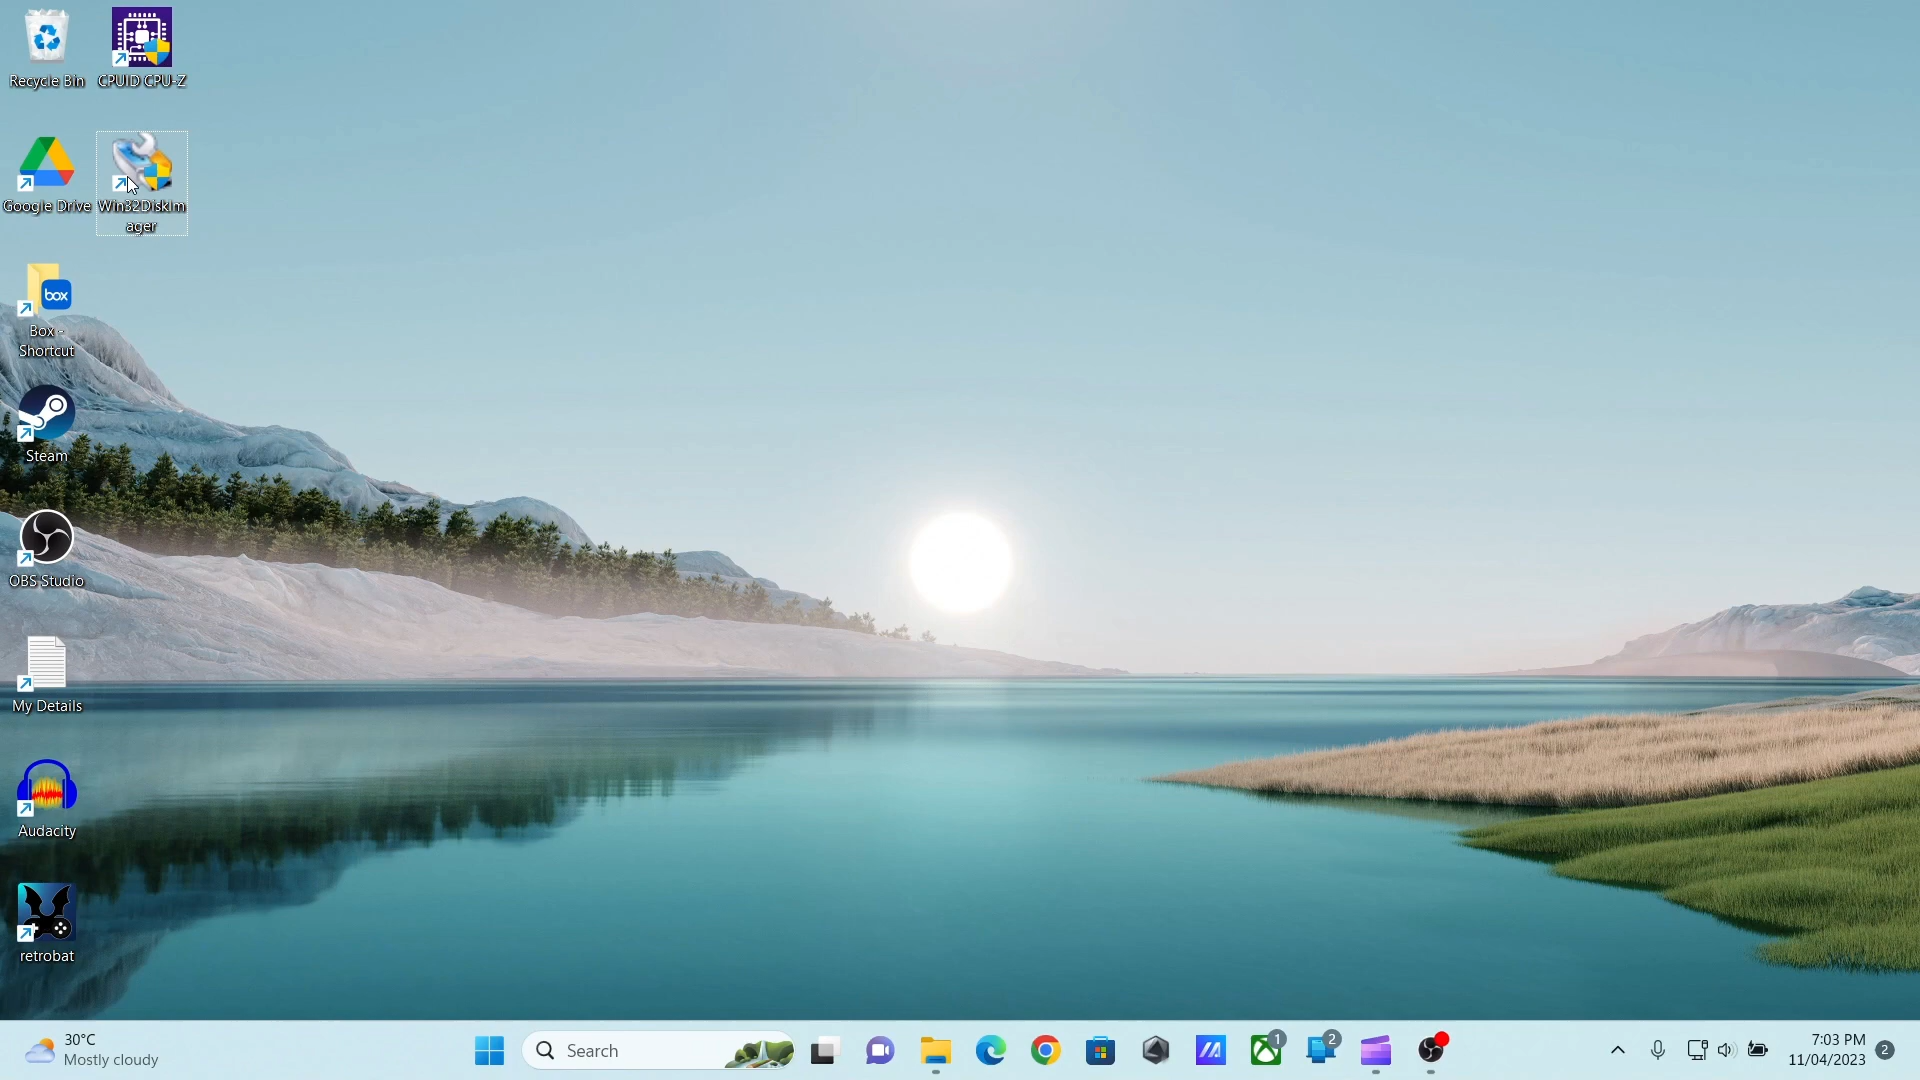 Recycle Bin
CPUID CPU-Z
Google Drive
Win32DiskIm
ager
box
Box -
Shortcut
Steam
OBS Studio
My Details
Audacity
retrobat
30°C
Mostly cloudy
Search
1
2
7:03 PM
11/04/2023
2